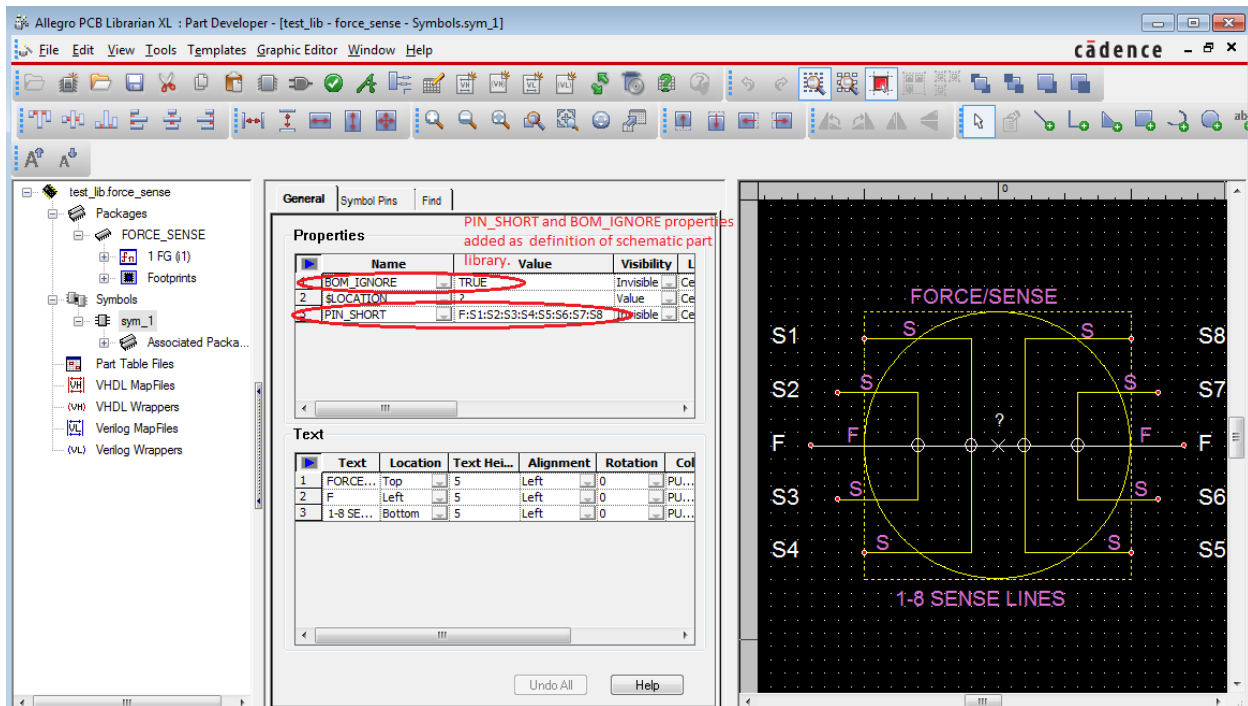 Allegro PCB Librarian XL : Part Developer - [test_lib - force_sense - Symbols.sym_1]
File Edit View Tools Templates Graphic Editor Window Help
cādence
test_lib.force_sense
Packages
FORCE_SENSE
1 FG (i1)
Footprints
Symbols
sym_1
Associated Packa...
Part Table Files
VHDL MapFiles
VHDL Wrappers
Verilog MapFiles
Verilog Wrappers
General Symbol Pins Find
PIN_SHORT and BOM_IGNORE properties
added as definition of schematic part
library.
Properties
Name Value Visibility L
1 BOM_IGNORE TRUE Invisible Ce
2 $LOCATION ? Value Ce
3 PIN_SHORT F:S1:S2:S3:S4:S5:S6:S7:S8 Invisible Ce
Text
Text Location Text Hei... Alignment Rotation Col
1 FORCE... Top 5 Left 0 PU...
2 F Left 5 Left 0 PU...
3 1-8 SE... Bottom 5 Left 0 PU...
Undo All Help
0
FORCE/SENSE
S1 S S S8
S2 S S S7
?
F F F F
S3 S S S6
S4 S S S5
1-8 SENSE LINES